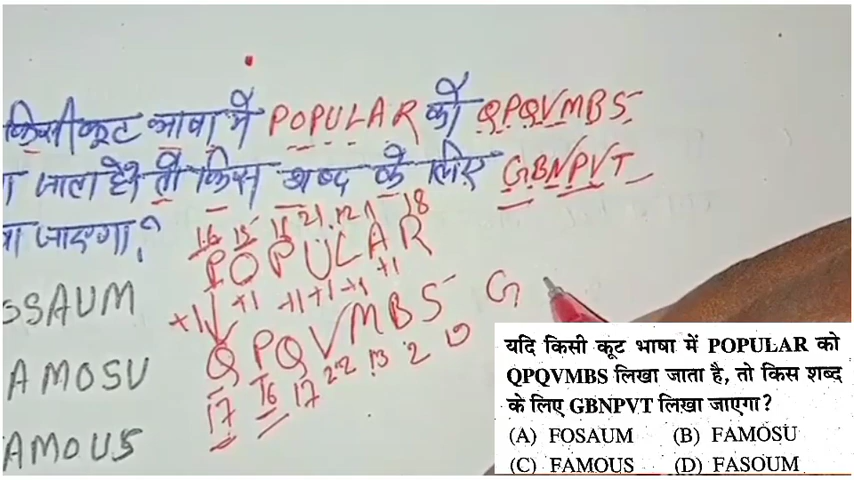 किसी कूट भाषा में POPULAR को QPQVMBS
जाता है, तो किस शब्द के लिए GBNPVT
जाएगा?
16 15 16 21 12 1 18
POPULAR
+1 +1 +1 +1 +1 +1
QPQVMBS G
17 16 17 22 13 2 19
OSSAUM
AMOSU
AMOUS
यदि किसी कूट भाषा में POPULAR को
QPQVMBS लिखा जाता है, तो किस शब्द
के लिए GBNPVT लिखा जाएगा?
(A) FOSAUM (B) FAMOSU
(C) FAMOUS (D) FASOUM